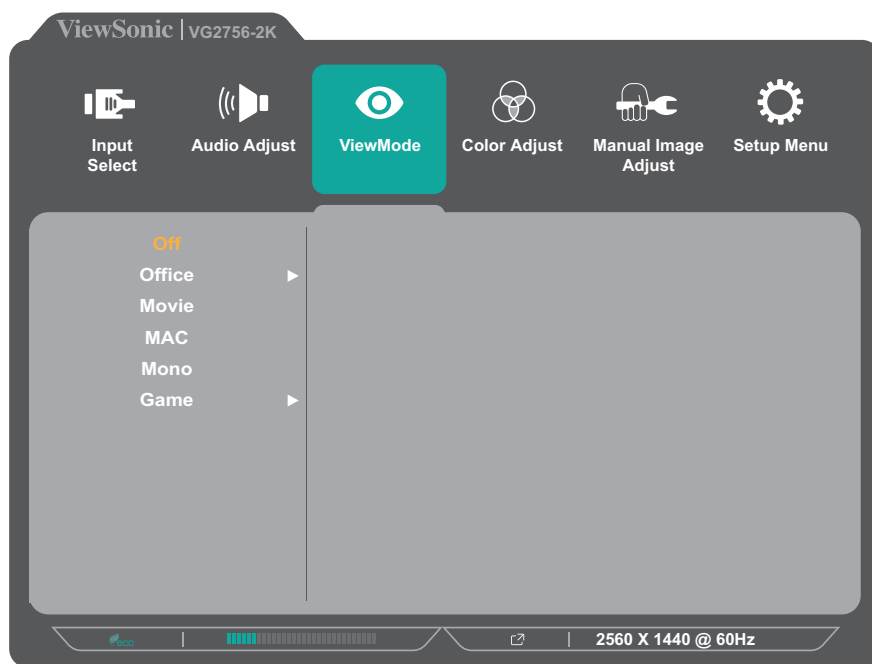 ViewSonic | VG2756-2K
Input Select
Audio Adjust
ViewMode
Color Adjust
Manual Image Adjust
Setup Menu
Off
Office
Movie
MAC
Mono
Game
eco
2560 X 1440 @ 60Hz